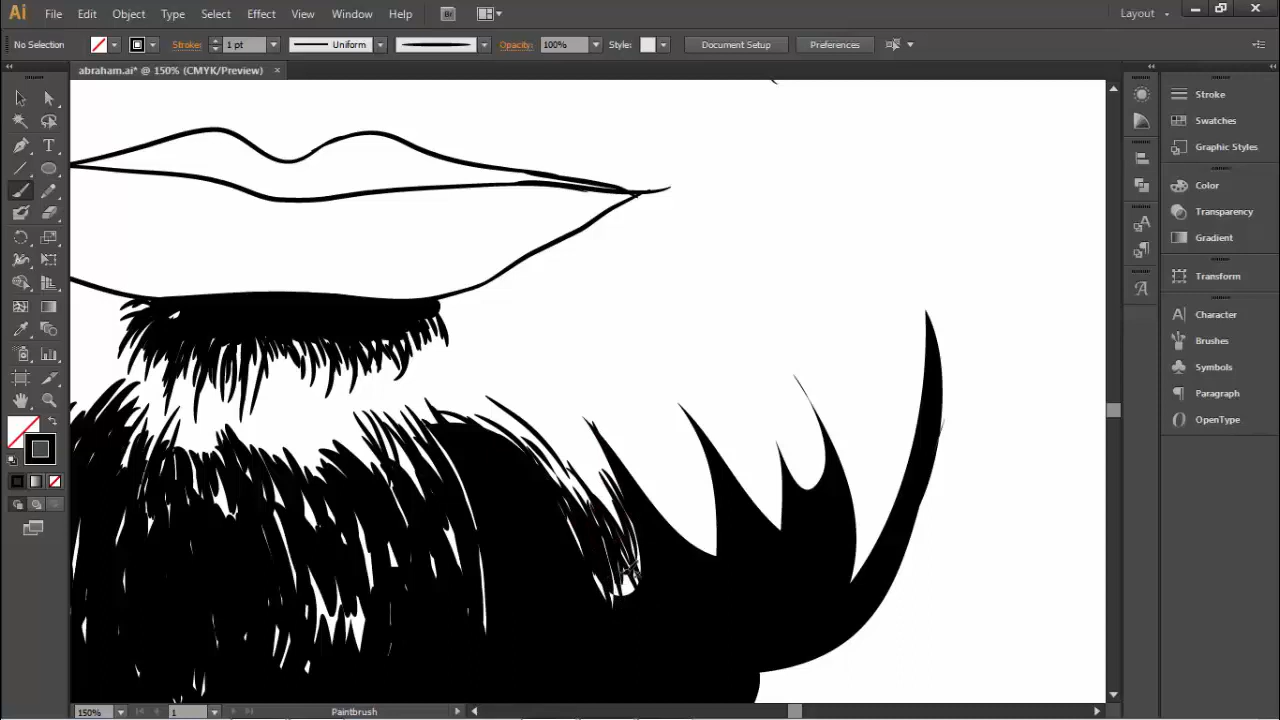 Ai File Edit Object Type Select Effect View Window Help Br Layout
No Selection Stroke: 1 pt Uniform Opacity: 100% Style: Document Setup Preferences
abraham.ai* @ 150% (CMYK/Preview) ×
Stroke
Swatches
Graphic Styles
Color
Transparency
Gradient
Transform
Character
Brushes
Symbols
Paragraph
OpenType
150% 1 Paintbrush